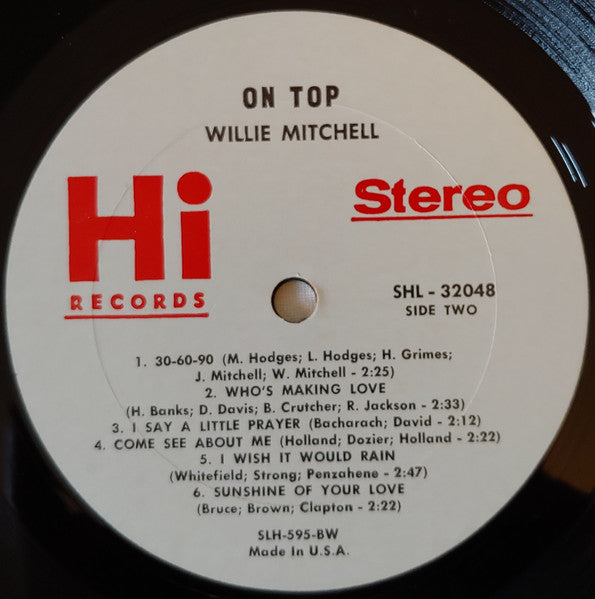 ON TOP
WILLIE MITCHELL
Hi
RECORDS
Stereo
SHL - 32048
SIDE TWO
1. 30-60-90 (M. Hodges; L. Hodges; H. Grimes;
J. Mitchell; W. Mitchell - 2:25)
2. WHO'S MAKING LOVE
(H. Banks; D. Davis; B. Crutcher; R. Jackson - 2:33)
3. I SAY A LITTLE PRAYER (Bacharach; David - 2:12)
4. COME SEE ABOUT ME (Holland; Dozier; Holland - 2:22)
5. I WISH IT WOULD RAIN
(Whitefield; Strong; Penzahene - 2:47)
6. SUNSHINE OF YOUR LOVE
(Bruce; Brown; Clapton - 2:22)
SLH-595-BW
Made In U.S.A.